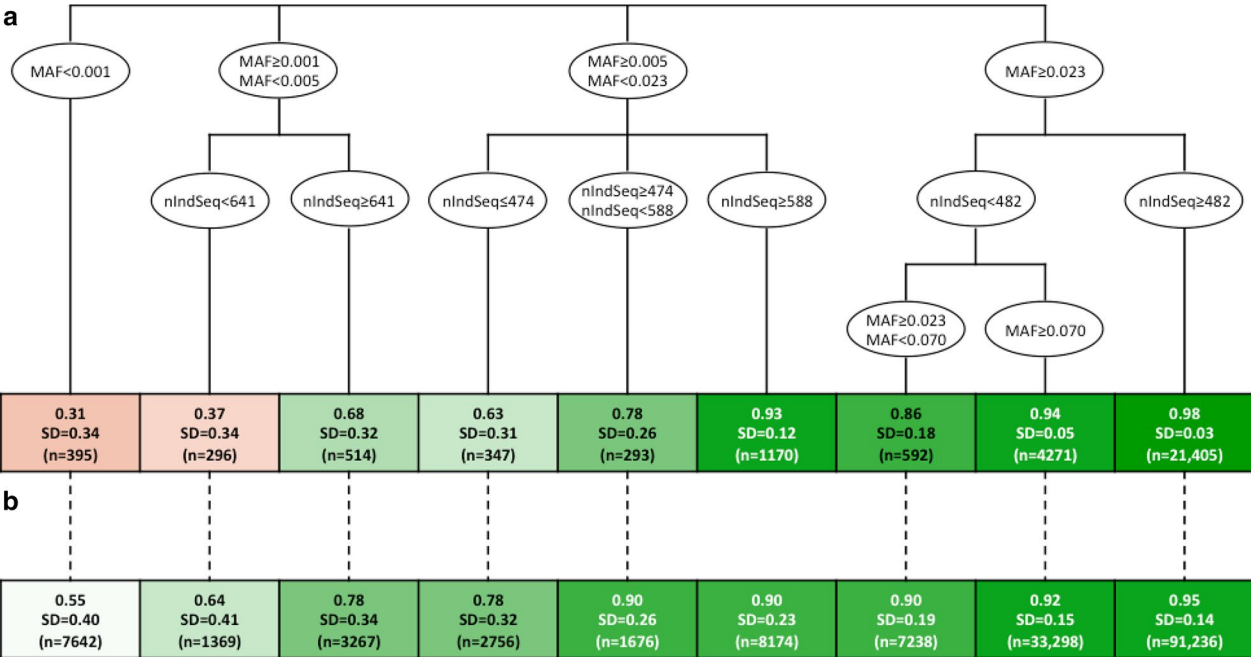 a
MAF<0.001
MAF≥0.001
MAF<0.005
MAF≥0.005
MAF<0.023
MAF≥0.023
nIndSeq<641
nIndSeq≥641
nIndSeq≤474
nIndSeq≥474
nIndSeq<588
nIndSeq≥588
nIndSeq<482
nIndSeq≥482
MAF≥0.023
MAF<0.070
MAF≥0.070
0.31
SD=0.34
(n=395)
0.37
SD=0.34
(n=296)
0.68
SD=0.32
(n=514)
0.63
SD=0.31
(n=347)
0.78
SD=0.26
(n=293)
0.93
SD=0.12
(n=1170)
0.86
SD=0.18
(n=592)
0.94
SD=0.05
(n=4271)
0.98
SD=0.03
(n=21,405)
b
0.55
SD=0.40
(n=7642)
0.64
SD=0.41
(n=1369)
0.78
SD=0.34
(n=3267)
0.78
SD=0.32
(n=2756)
0.90
SD=0.26
(n=1676)
0.90
SD=0.23
(n=8174)
0.90
SD=0.19
(n=7238)
0.92
SD=0.15
(n=33,298)
0.95
SD=0.14
(n=91,236)